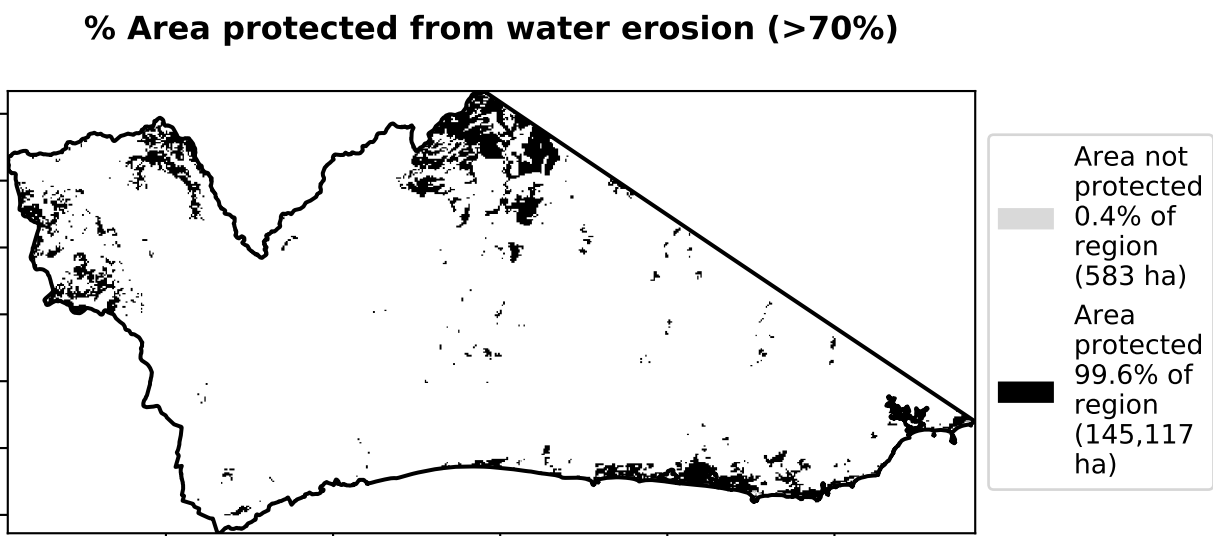 % Area protected from water erosion (>70%)
Area not
protected
0.4% of
region
(583 ha)
Area
protected
99.6% of
region
(145,117
ha)